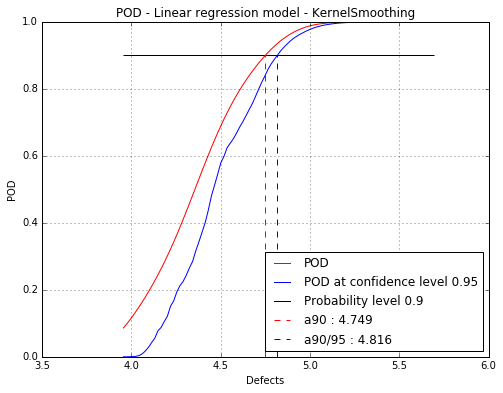 POD - Linear regression model - KernelSmoothing
1.0
0.8
0.6
0.4
0.2
0.0
POD
POD
POD at confidence level 0.95
Probability level 0.9
a90 : 4.749
a90/95 : 4.816
3.5
4.0
4.5
5.0
5.5
6.0
Defects